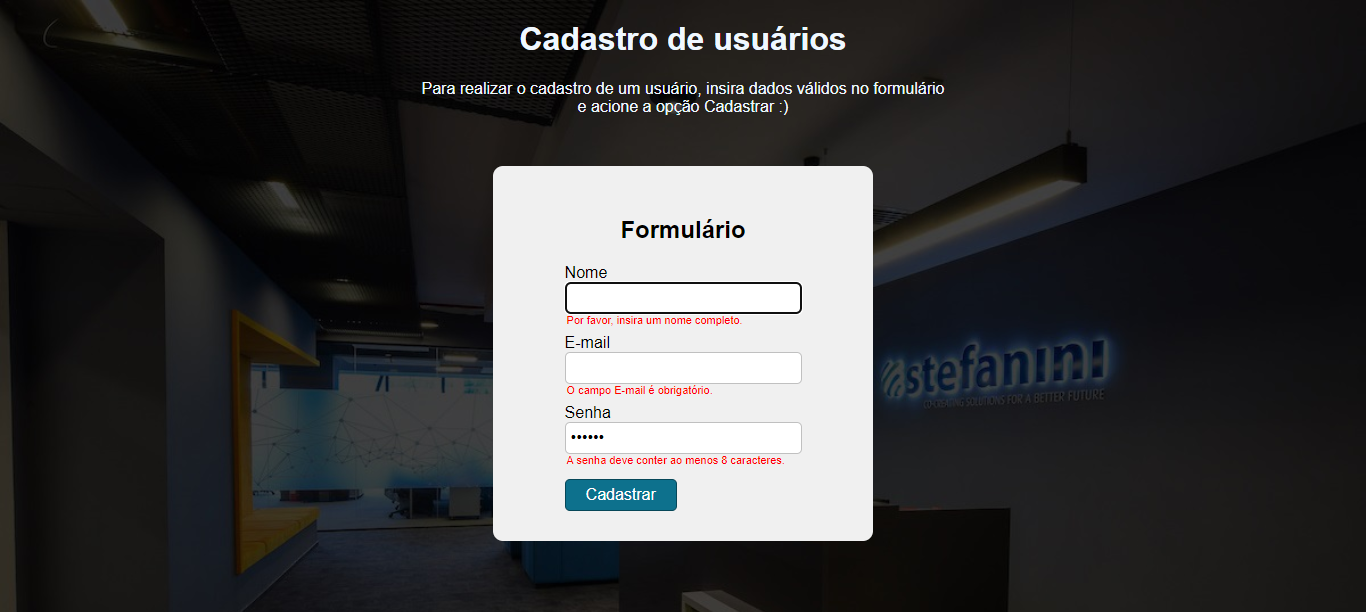 Cadastro de usuários
Para realizar o cadastro de um usuário, insira dados válidos no formulário
e acione a opção Cadastrar :)
Formulário
Nome
Por favor, insira um nome completo.
E-mail
O campo E-mail é obrigatório.
Senha
••••••
A senha deve conter ao menos 8 caracteres.
Cadastrar
stefanini
CO-CREATING SOLUTIONS FOR A BETTER FUTURE